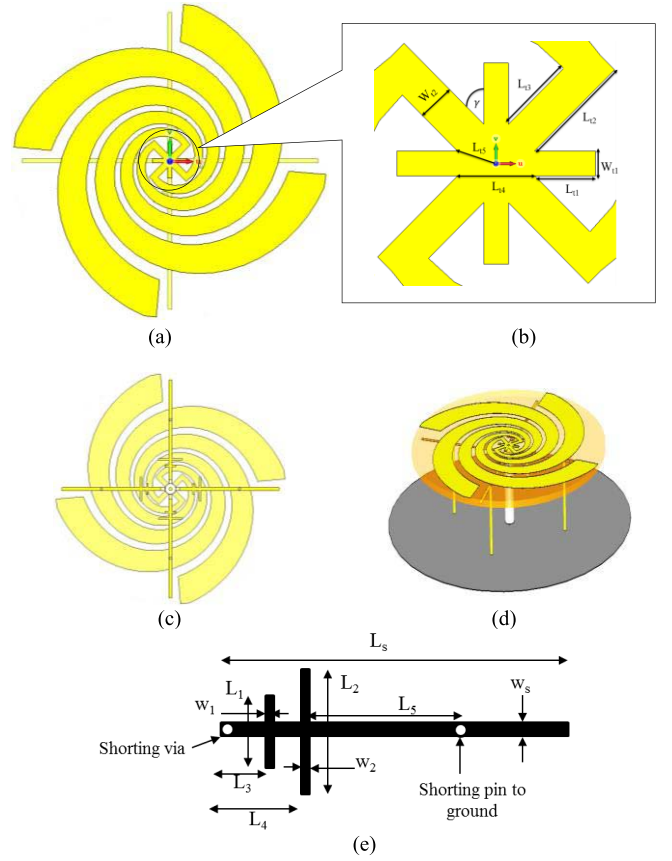 Y
u
(a)
W_t2
γ
L_t3
L_t2
L_t5
Y
u
L_t4
W_t1
L_t1
(b)
(c)
(d)
L_s
L_1
L_2
w_1
L_5
w_s
Shorting via
w_2
L_3
Shorting pin to
ground
L_4
(e)